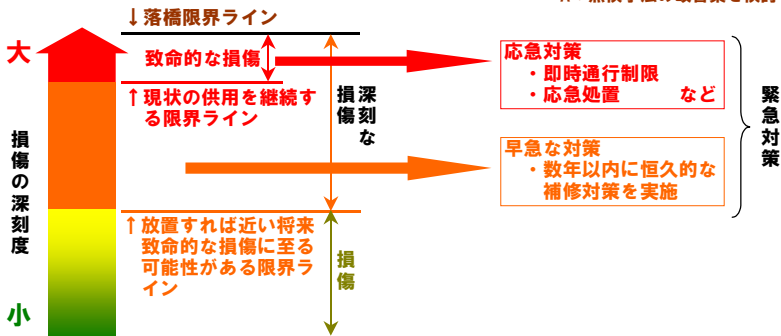 ↓落橋限界ライン
大
致命的な損傷
↑現状の供用を継続す
る限界ライン
深刻な
損傷
応急対策
・即時通行制限
・応急処置 など
緊急対策
損傷の深刻度
早急な対策
・数年以内に恒久的な
補修対策を実施
↑放置すれば近い将来
致命的な損傷に至る
可能性がある限界ラ
イン
損傷
小